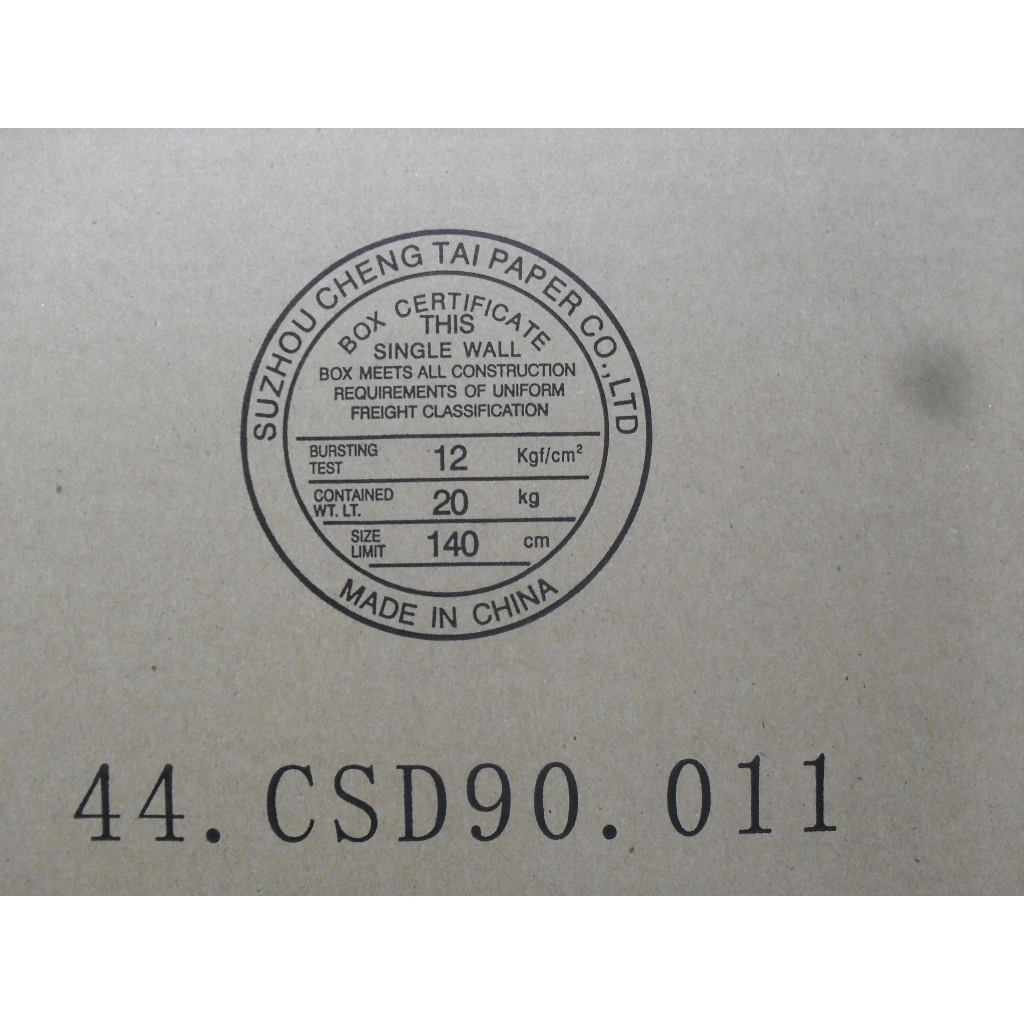 SUZHOU CHENG TAI PAPER CO.,LTD
BOX CERTIFICATE
THIS
SINGLE WALL
BOX MEETS ALL CONSTRUCTION
REQUIREMENTS OF UNIFORM
FREIGHT CLASSIFICATION
BURSTING TEST 12 Kgf/cm²
CONTAINED WT. LT. 20 kg
SIZE LIMIT 140 cm
MADE IN CHINA
44.CSD90.011